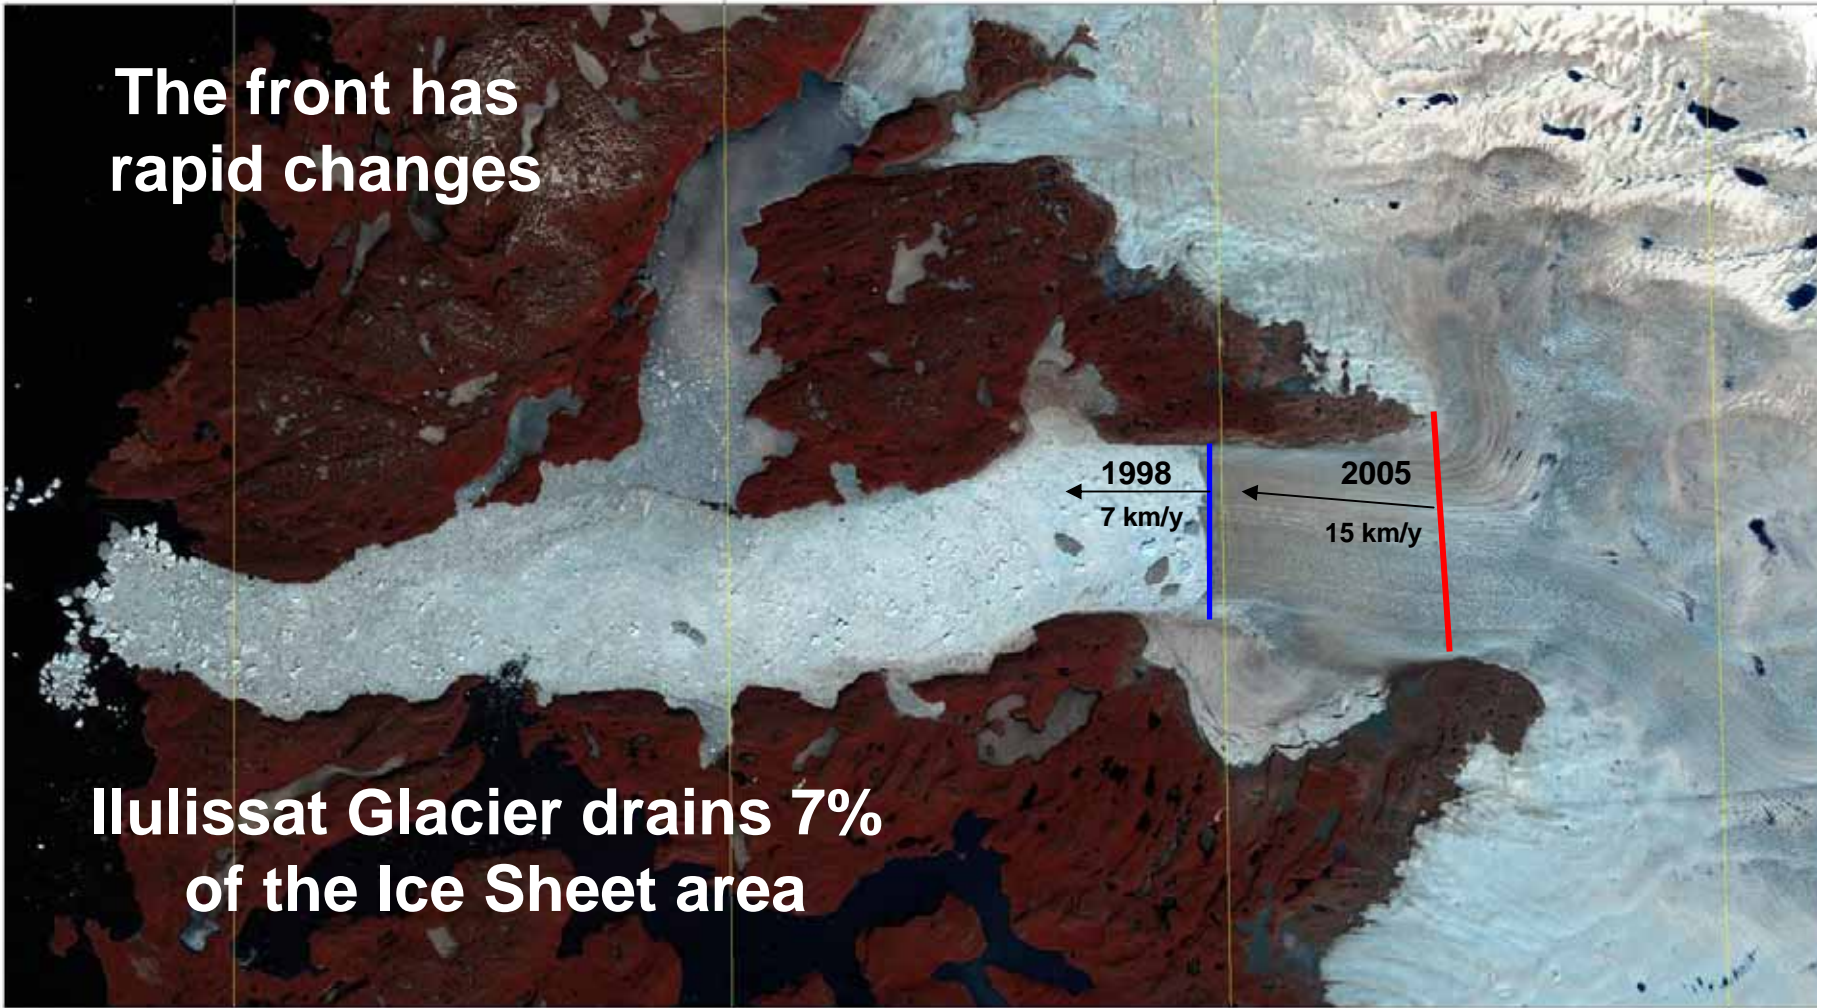 The front has
rapid changes
1998
7 km/y
2005
15 km/y
Ilulissat Glacier drains 7%
of the Ice Sheet area